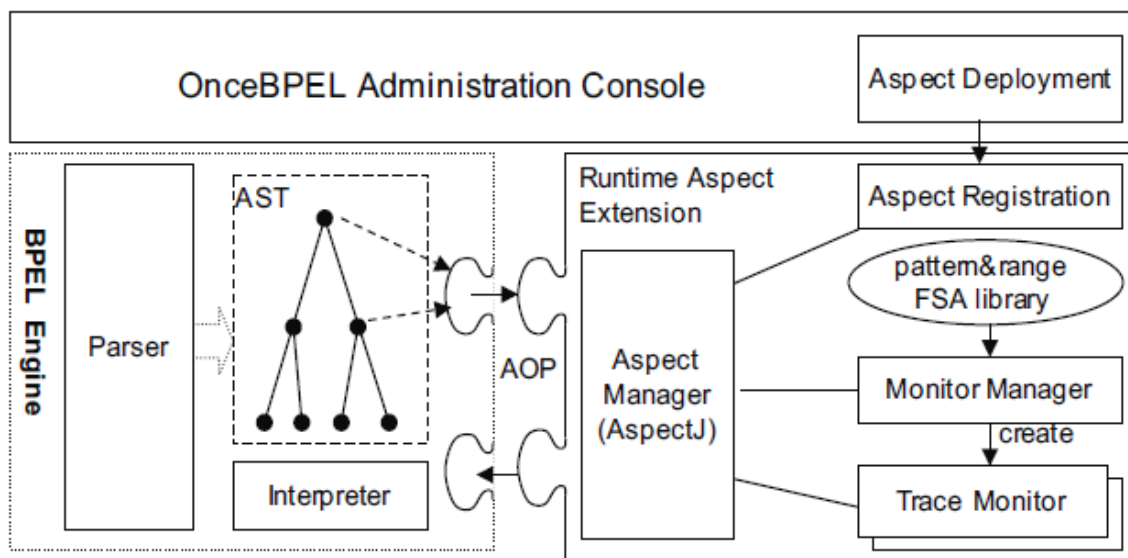 OnceBPEL Administration Console
Aspect Deployment
BPEL Engine
Parser
AST
Interpreter
AOP
Runtime Aspect
Extension
Aspect
Manager
(AspectJ)
Aspect Registration
pattern&range
FSA library
Monitor Manager
create
Trace Monitor